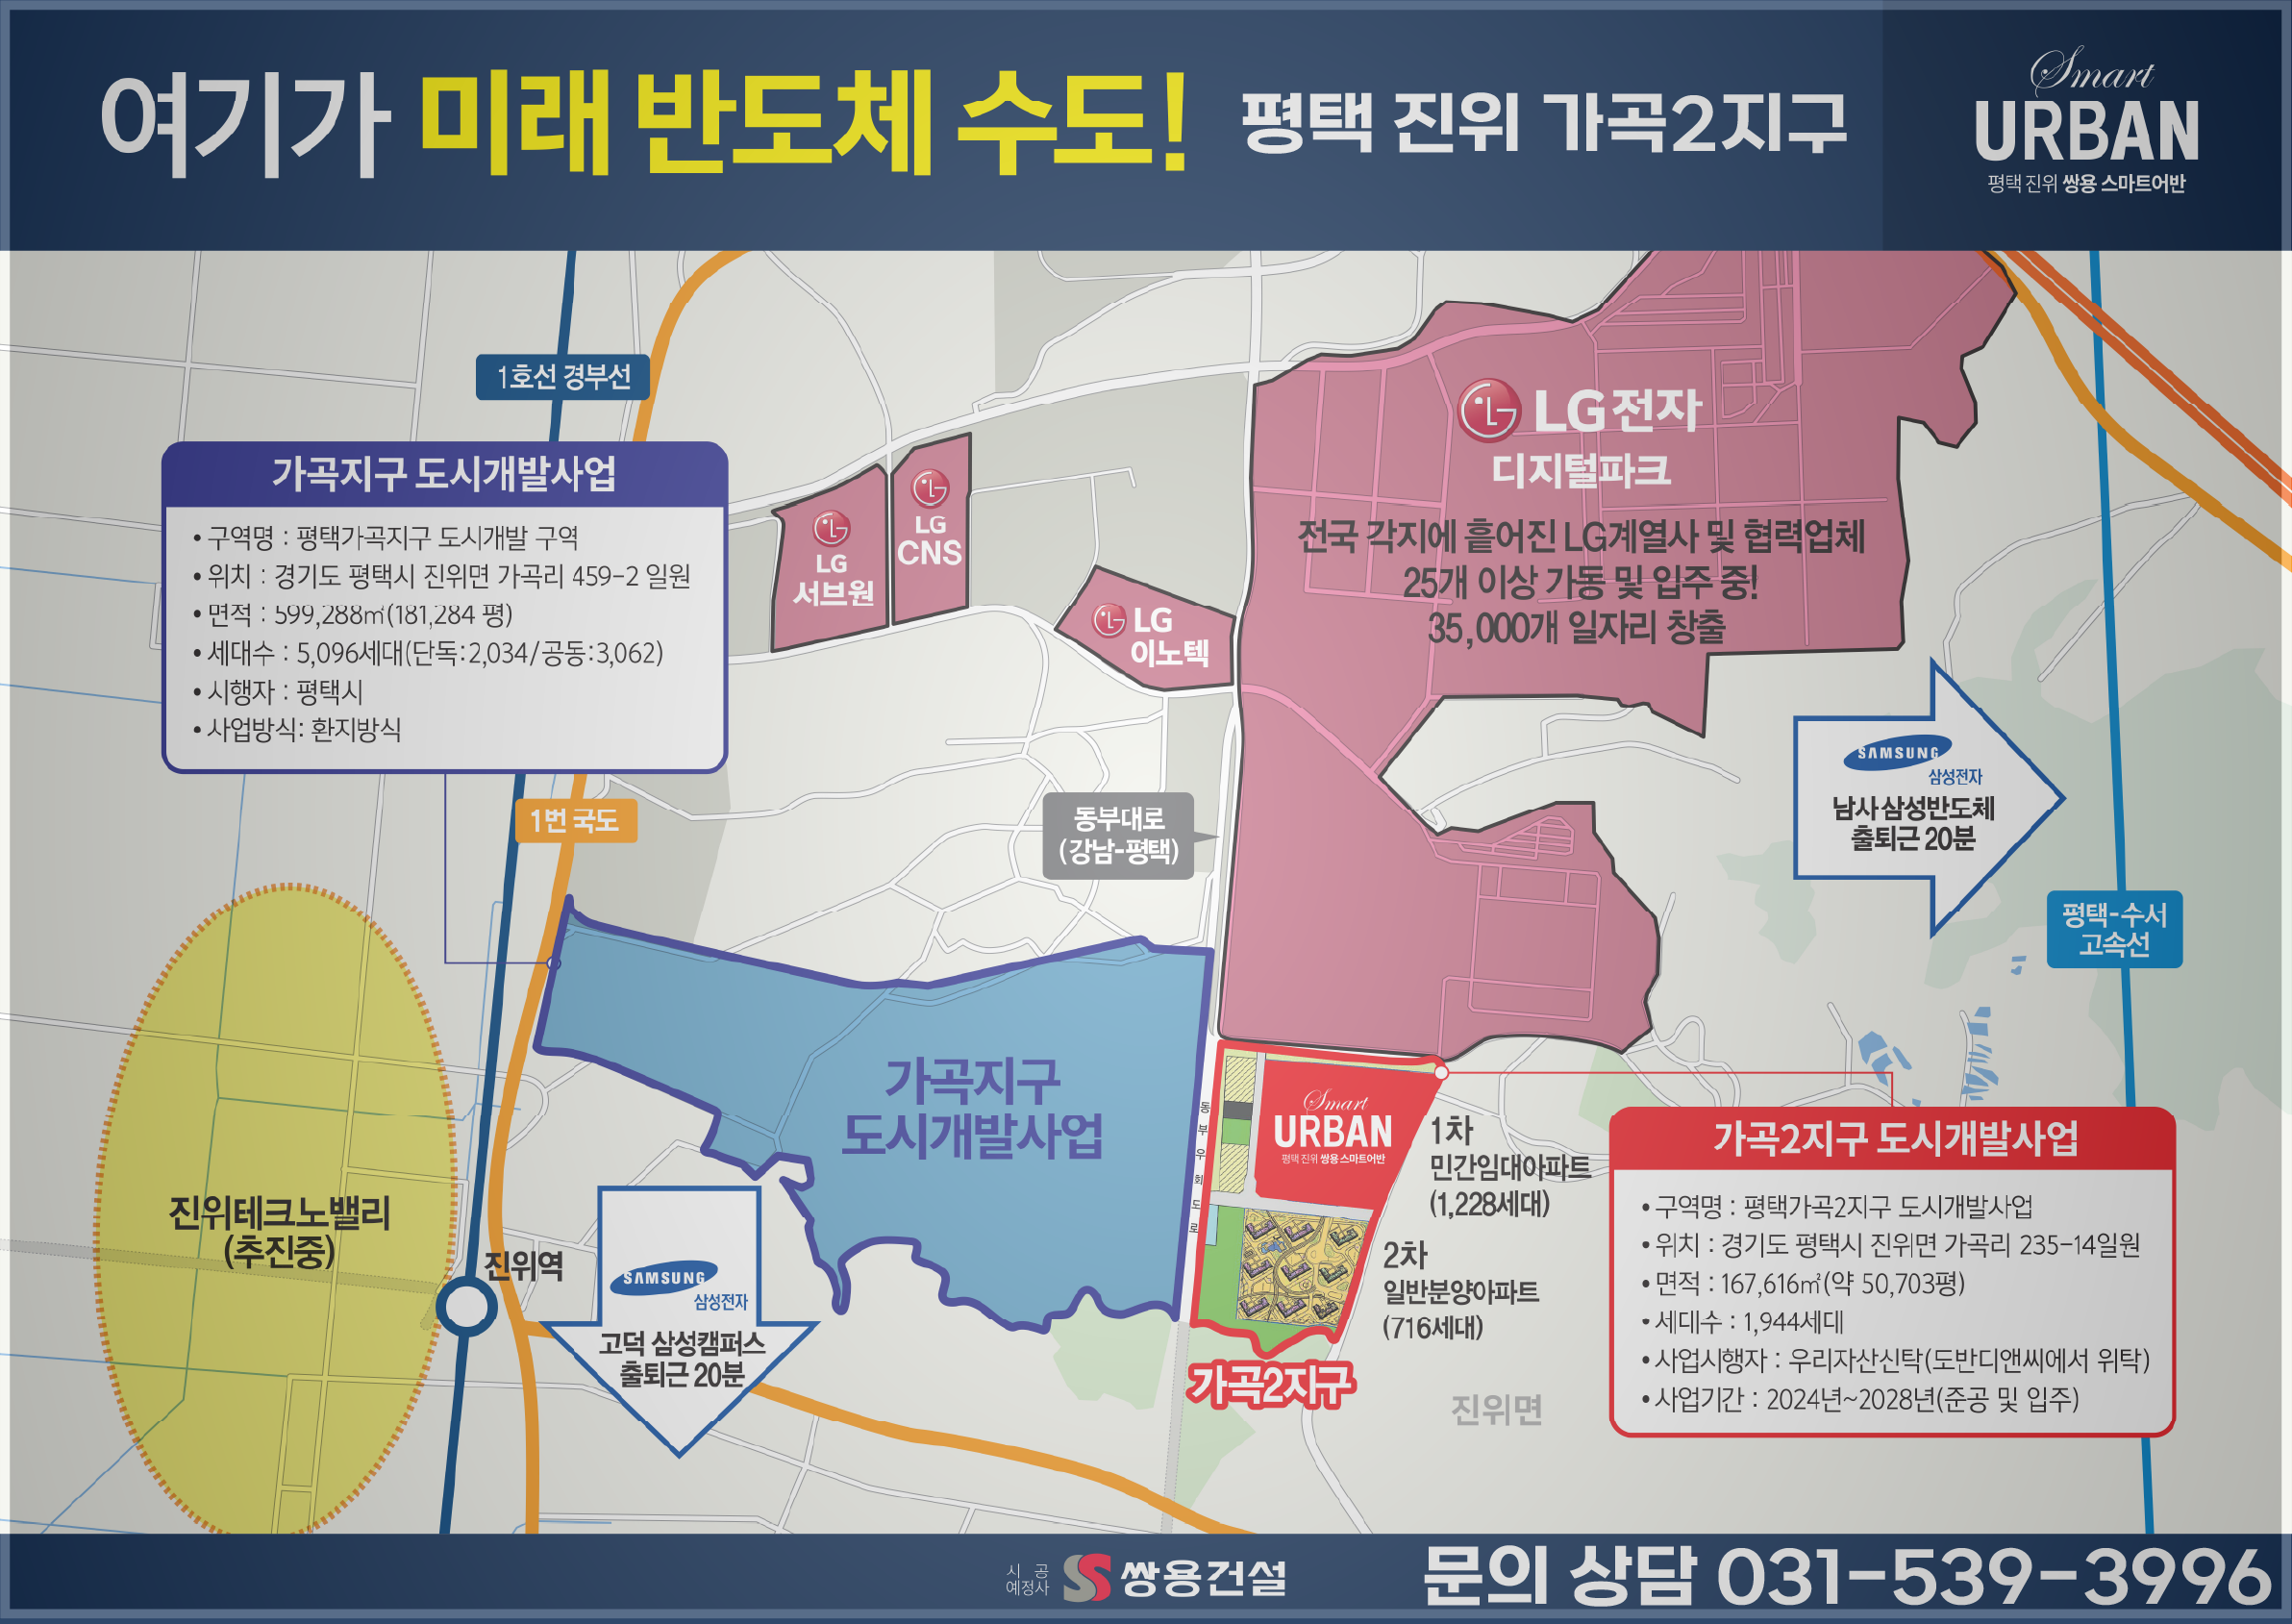 여기가 미래 반도체 수도! 평택 진위 가곡2지구
Smart
URBAN
평택 진위 쌍용 스마트어반
1호선 경부선
가곡지구 도시개발사업
• 구역명 : 평택가곡지구 도시개발 구역
• 위치 : 경기도 평택시 진위면 가곡리 459-2 일원
• 면적 : 599,288㎡(181,284 평)
• 세대수 : 5,096세대(단독:2,034/공동:3,062)
• 시행자 : 평택시
• 사업방식: 환지방식
LG
서브원
LG
CNS
LG
이노텍
LG전자
디지털파크
전국 각지에 흩어진 LG계열사 및 협력업체
25개 이상 가동 및 입주 중!
35,000개 일자리 창출
SAMSUNG
삼성전자
남사 삼성반도체
출퇴근 20분
1번 국도
동부대로
(강남-평택)
평택-수서
고속선
가곡지구
도시개발사업
동부우회도로
Smart
URBAN
평택 진위 쌍용 스마트어반
1차
민간임대아파트
(1,228세대)
2차
일반분양아파트
(716세대)
가곡2지구
진위면
가곡2지구 도시개발사업
• 구역명 : 평택가곡2지구 도시개발사업
• 위치 : 경기도 평택시 진위면 가곡리 235-14일원
• 면적 : 167,616㎡(약 50,703평)
• 세대수 : 1,944세대
• 사업시행자 : 우리자산신탁(도반디앤씨에서 위탁)
• 사업기간 : 2024년~2028년(준공 및 입주)
진위테크노밸리
(추진중)
진위역
SAMSUNG
삼성전자
고덕 삼성캠퍼스
출퇴근 20분
시 공
예정사
쌍용건설
문의 상담 031-539-3996